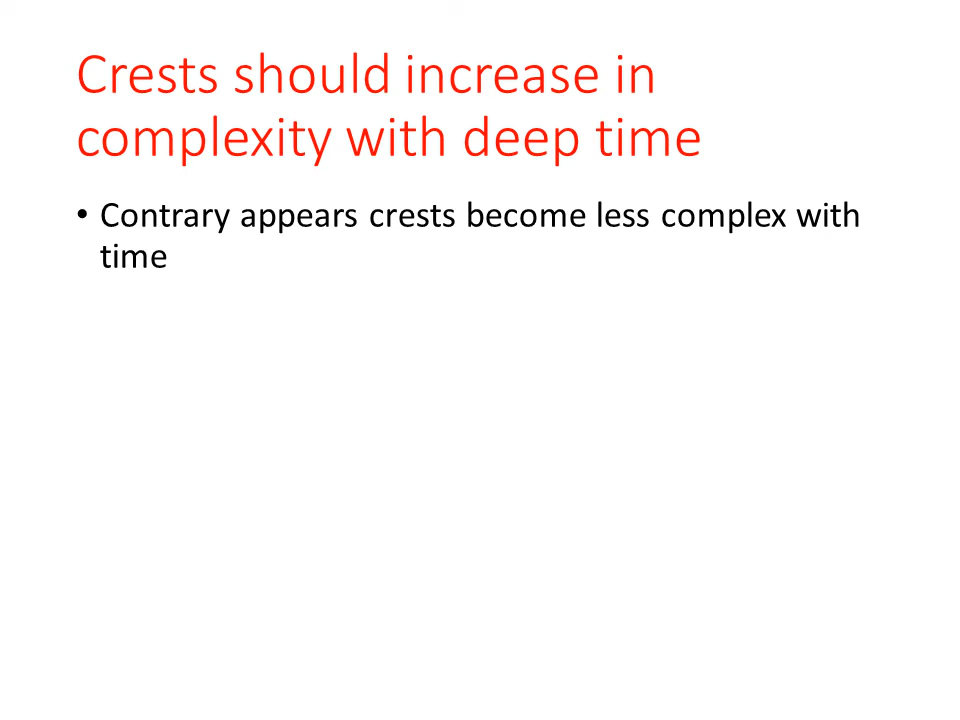 Crests should increase in
complexity with deep time
• Contrary appears crests become less complex with
time